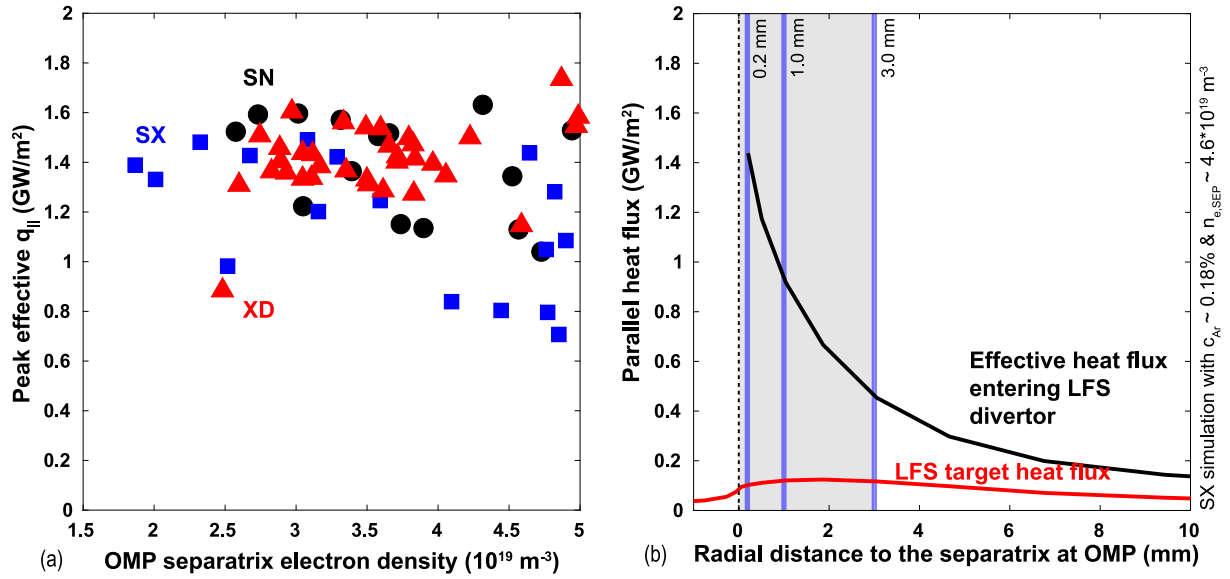 2
1.8
1.6
1.4
1.2
1
0.8
0.6
0.4
0.2
0
Peak effective q||  (GW/m²)
SN
SX
XD
1.5 2 2.5 3 3.5 4 4.5 5
(a) OMP separatrix electron density (10¹⁹ m⁻³)
2
1.8
1.6
1.4
1.2
1
0.8
0.6
0.4
0.2
0
Parallel heat flux (GW/m²)
0.2 mm
1.0 mm
3.0 mm
Effective heat flux
entering LFS
divertor
LFS target heat flux
0 2 4 6 8 10
(b) Radial distance to the separatrix at OMP (mm)
SX simulation with cAr ~ 0.18% & ne,SEP ~ 4.6*10¹⁹ m⁻³